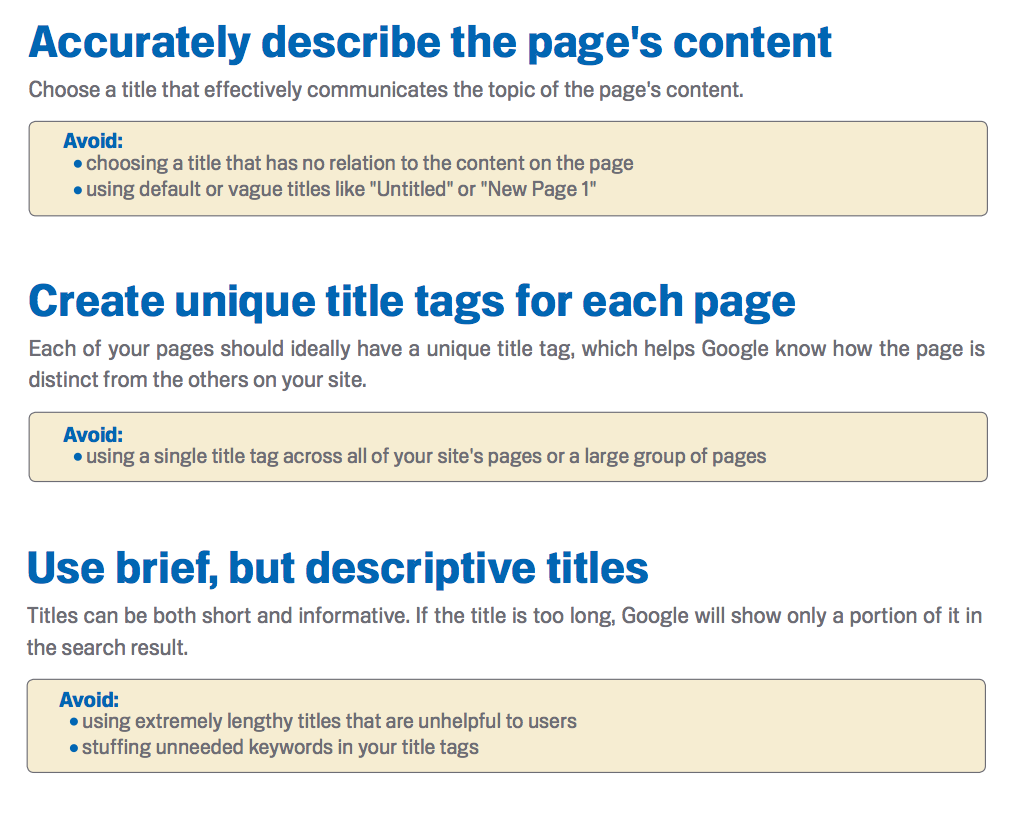 Accurately describe the page's content
Choose a title that effectively communicates the topic of the page's content.
Avoid:
• choosing a title that has no relation to the content on the page
• using default or vague titles like "Untitled" or "New Page 1"
Create unique title tags for each page
Each of your pages should ideally have a unique title tag, which helps Google know how the page is
distinct from the others on your site.
Avoid:
• using a single title tag across all of your site's pages or a large group of pages
Use brief, but descriptive titles
Titles can be both short and informative. If the title is too long, Google will show only a portion of it in
the search result.
Avoid:
• using extremely lengthy titles that are unhelpful to users
• stuffing unneeded keywords in your title tags